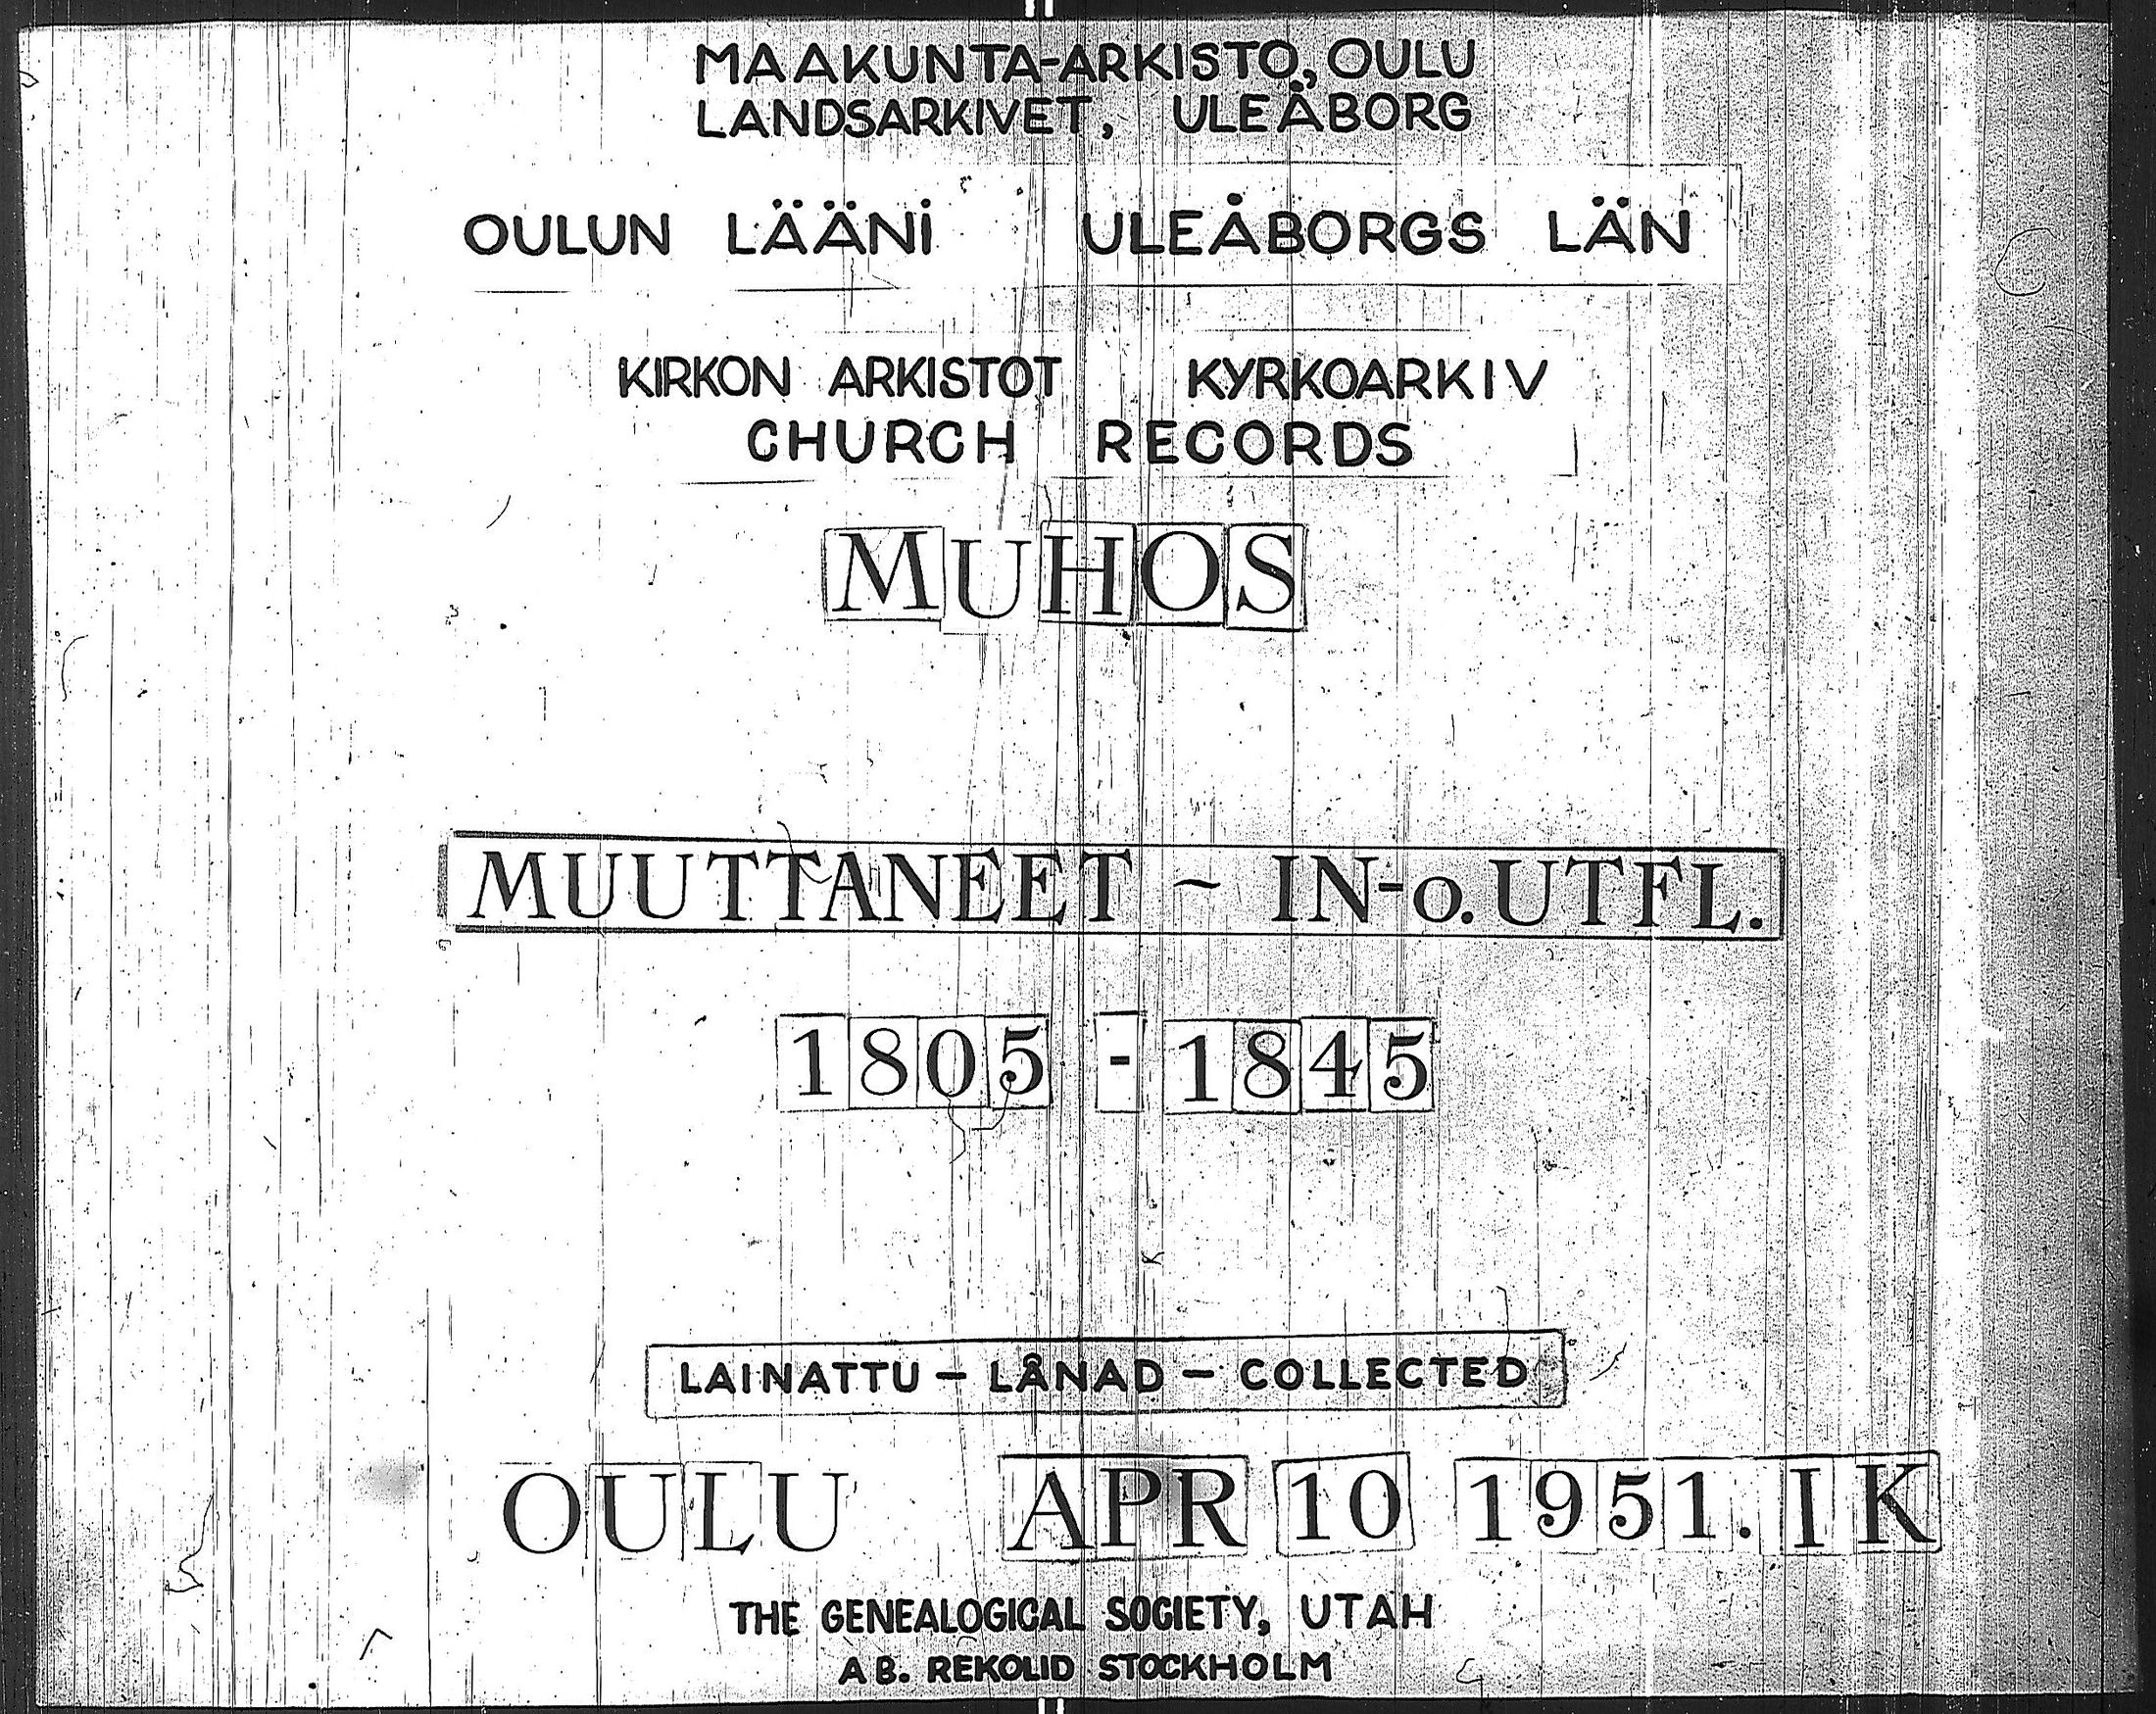 MAAKUNTA-ARKISTO, OULU
LANDSARKIVET, ULEÅBORG
OULUN LÄÄNi ULEÅBORGS LÄN
KIRKON ARKISTOT KYRKOARKIV
CHURCH RECORDS
MUHOS
MUUTTANEET ~ IN-o. UTFL.
1805 - 1845
LAINATTU – LÅNAD – COLLECTED
OULU APR 10 1951. IK
THE GENEALOGICAL SOCIETY, UTAH
AB. REKOLID STOCKHOLM